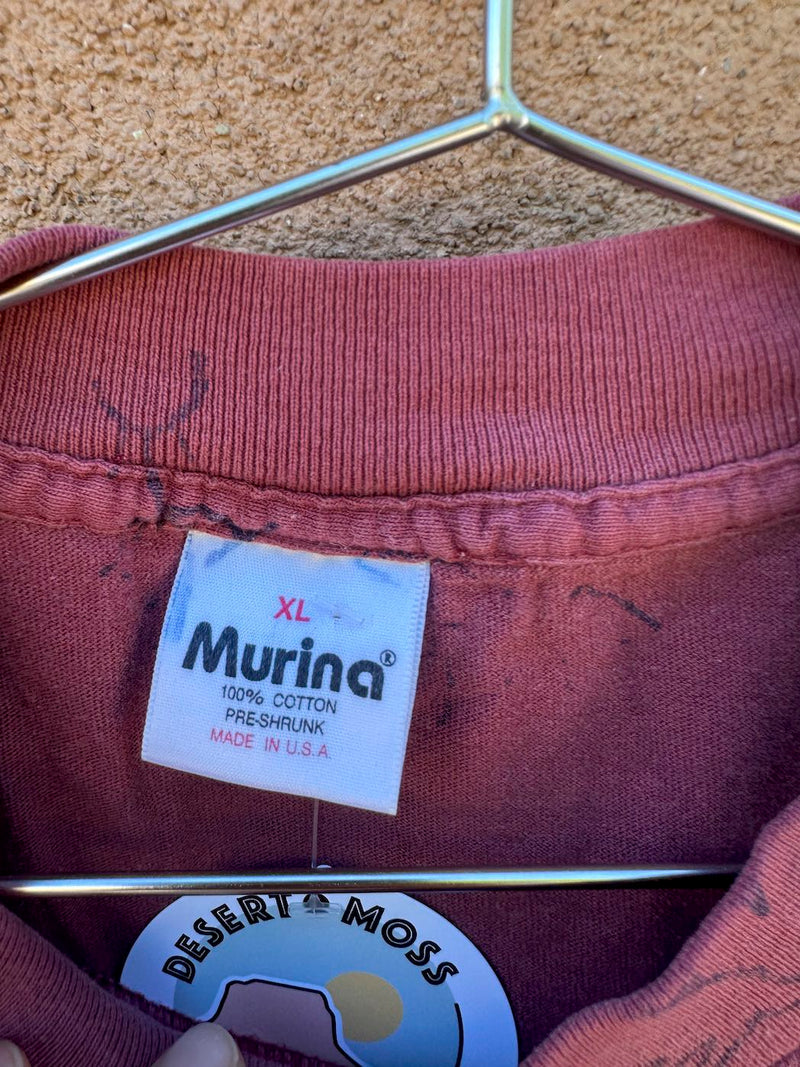 XL
Murina®
100% COTTON
PRE-SHRUNK
MADE IN U.S.A.
DESERT MOSS